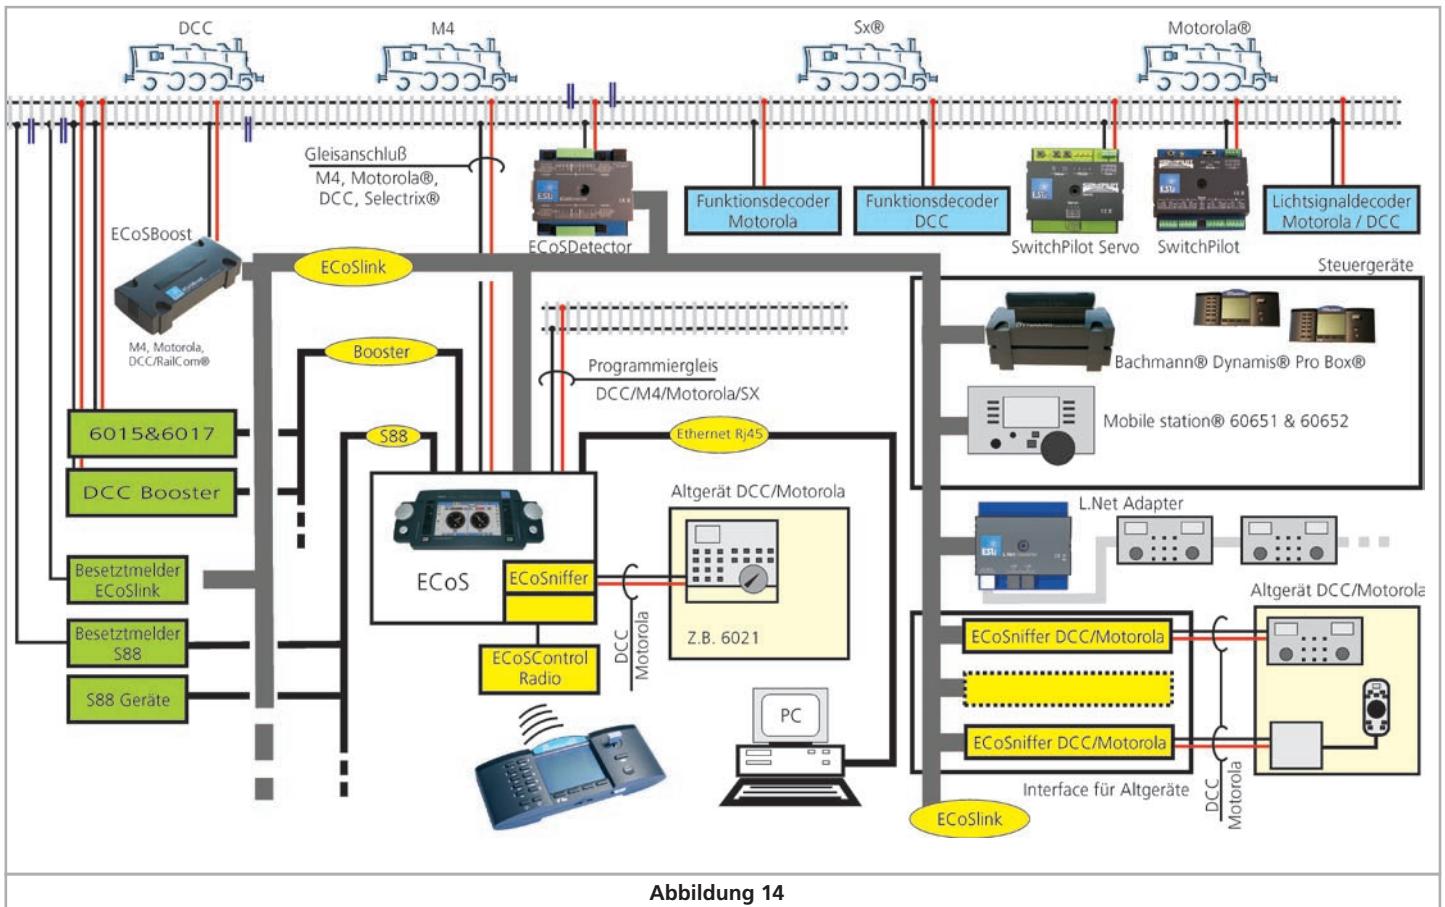 DCC
M4
Sx®
Motorola®
Gleisanschluß
M4, Motorola®,
DCC, Selectrix®
ECoSBoost
M4, Motorola,
DCC/RailCom®
ECoSlink
ESU
ECoSDetector
Funktionsdecoder
Motorola
Funktionsdecoder
DCC
ESU
SwitchPilot Servo
ESU
SwitchPilot
Lichtsignaldecoder
Motorola / DCC
Steuergeräte
Bachmann® Dynamis® Pro Box®
Mobile station® 60651 & 60652
Booster
Programmiergleis
DCC/M4/Motorola/SX
6015&6017
S88
Ethernet Rj45
DCC Booster
ECoS
ECoSniffer
ECoSControl
Radio
DCC
Motorola
Altgerät DCC/Motorola
Z.B. 6021
Besetztmelder
ECoSlink
Besetztmelder
S88
S88 Geräte
PC
L.Net Adapter
ESU
Altgerät DCC/Motorola
ECoSniffer DCC/Motorola
ECoSniffer DCC/Motorola
Interface für Altgeräte
DCC
Motorola
ECoSlink
Abbildung 14